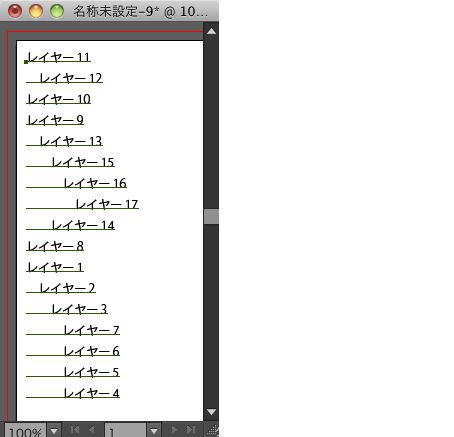 名称未設定-9* @ 10...
レイヤー 11
レイヤー 12
レイヤー 10
レイヤー 9
レイヤー 13
レイヤー 15
レイヤー 16
レイヤー 17
レイヤー 14
レイヤー 8
レイヤー 1
レイヤー 2
レイヤー 3
レイヤー 7
レイヤー 6
レイヤー 5
レイヤー 4
100% 1